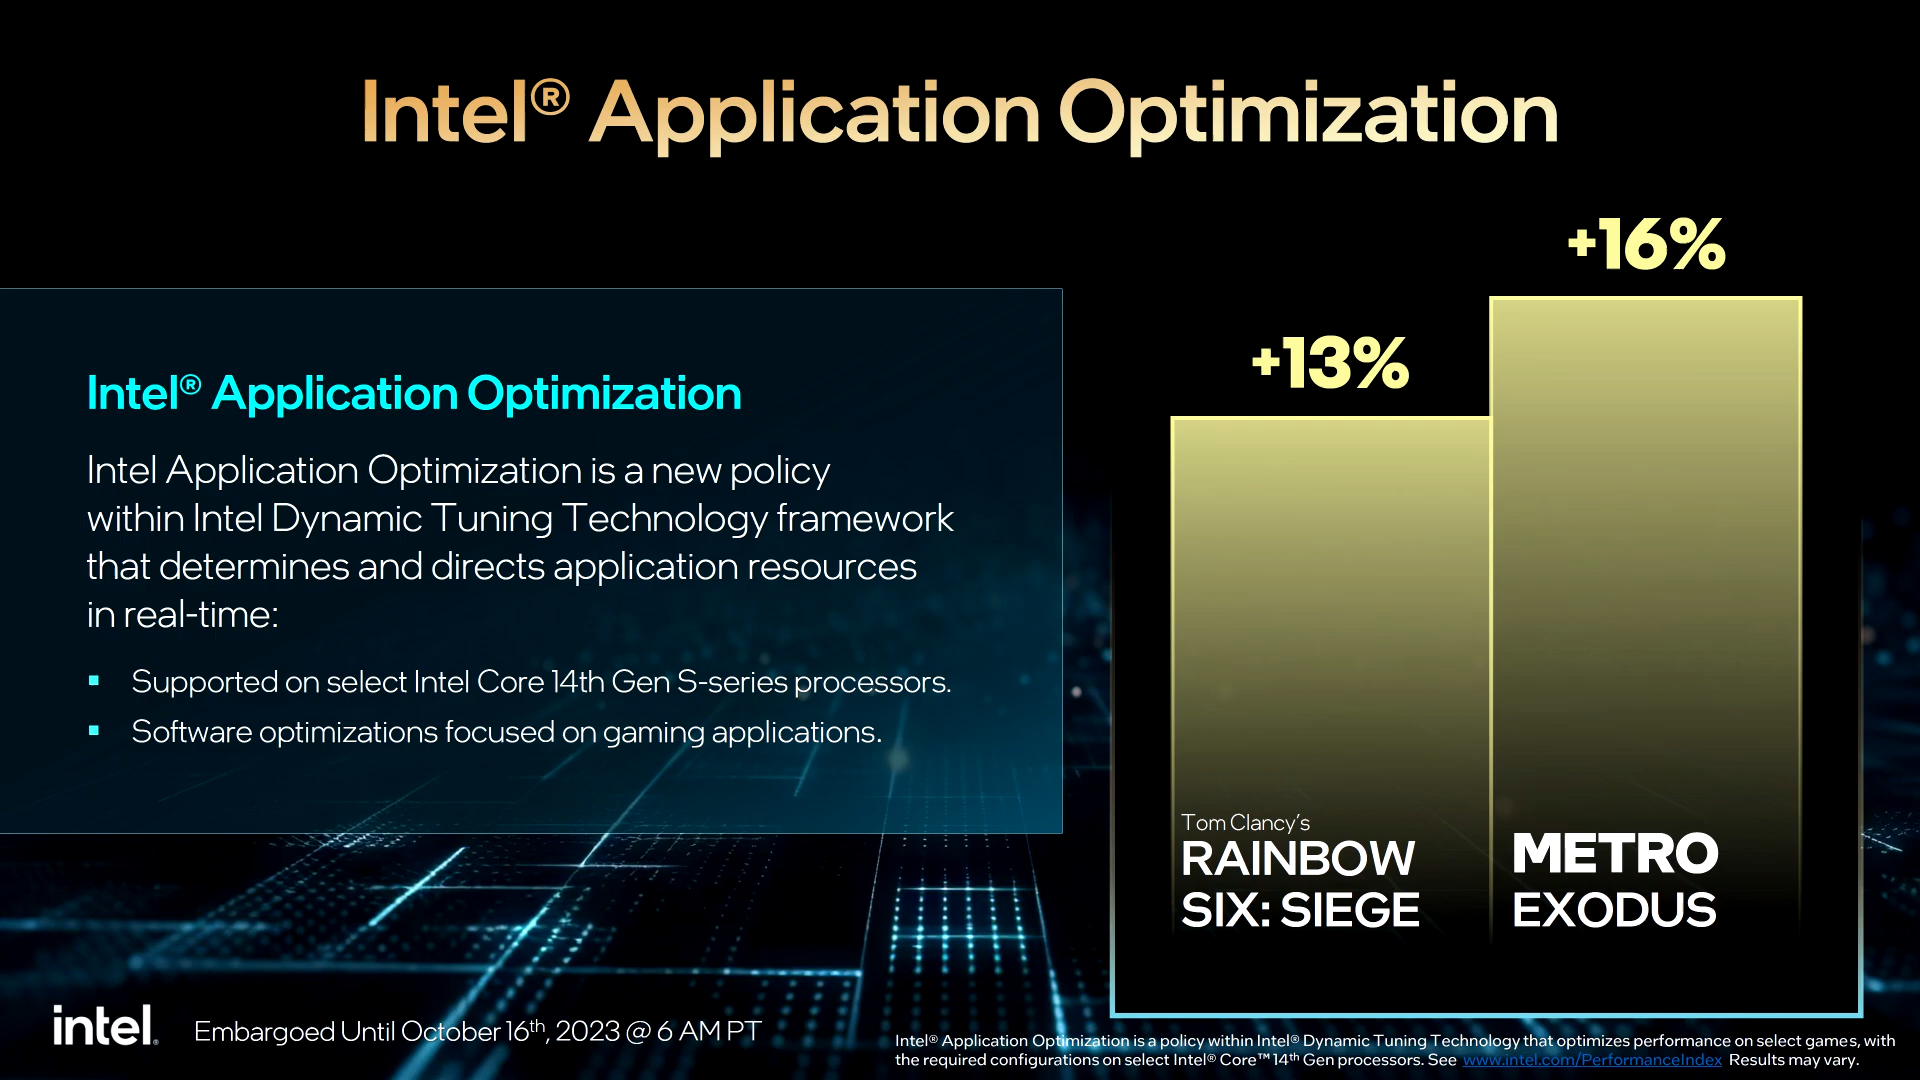 Intel® Application Optimization
Intel® Application Optimization
Intel Application Optimization is a new policy
within Intel Dynamic Tuning Technology framework
that determines and directs application resources
in real-time:
▪ Supported on select Intel Core 14th Gen S-series processors.
▪ Software optimizations focused on gaming applications.
+13%
+16%
Tom Clancy's
RAINBOW
SIX: SIEGE
METRO
EXODUS
intel.
Embargoed Until October 16th, 2023 @ 6 AM PT
Intel® Application Optimization is a policy within Intel® Dynamic Tuning Technology that optimizes performance on select games, with
the required configurations on select Intel® Core™ 14th Gen processors. See www.intel.com/PerformanceIndex Results may vary.